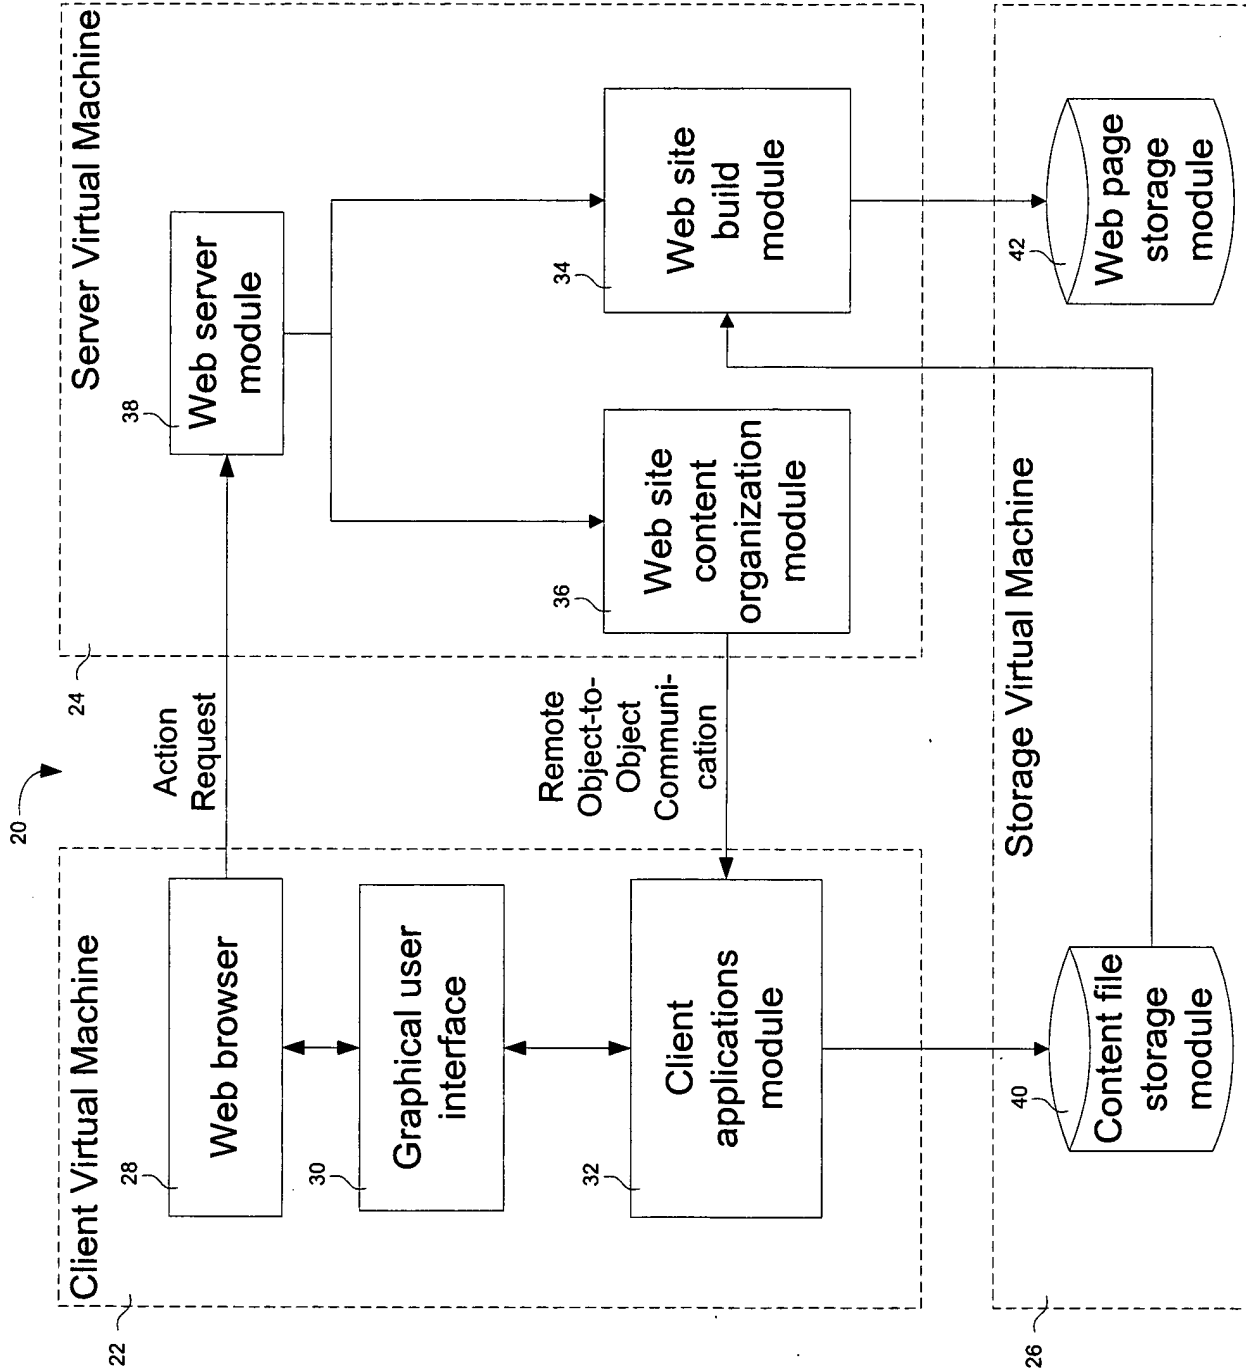 20
22
Client Virtual Machine
28
Web browser
30
Graphical user
interface
32
Client
applications
module
Action
Request
Remote
Object-to-
Object
Communi-
cation
24
Server Virtual Machine
38
Web server
module
36
Web site
content
organization
module
34
Web site
build
module
26
Storage Virtual Machine
40
Content file
storage
module
42
Web page
storage
module